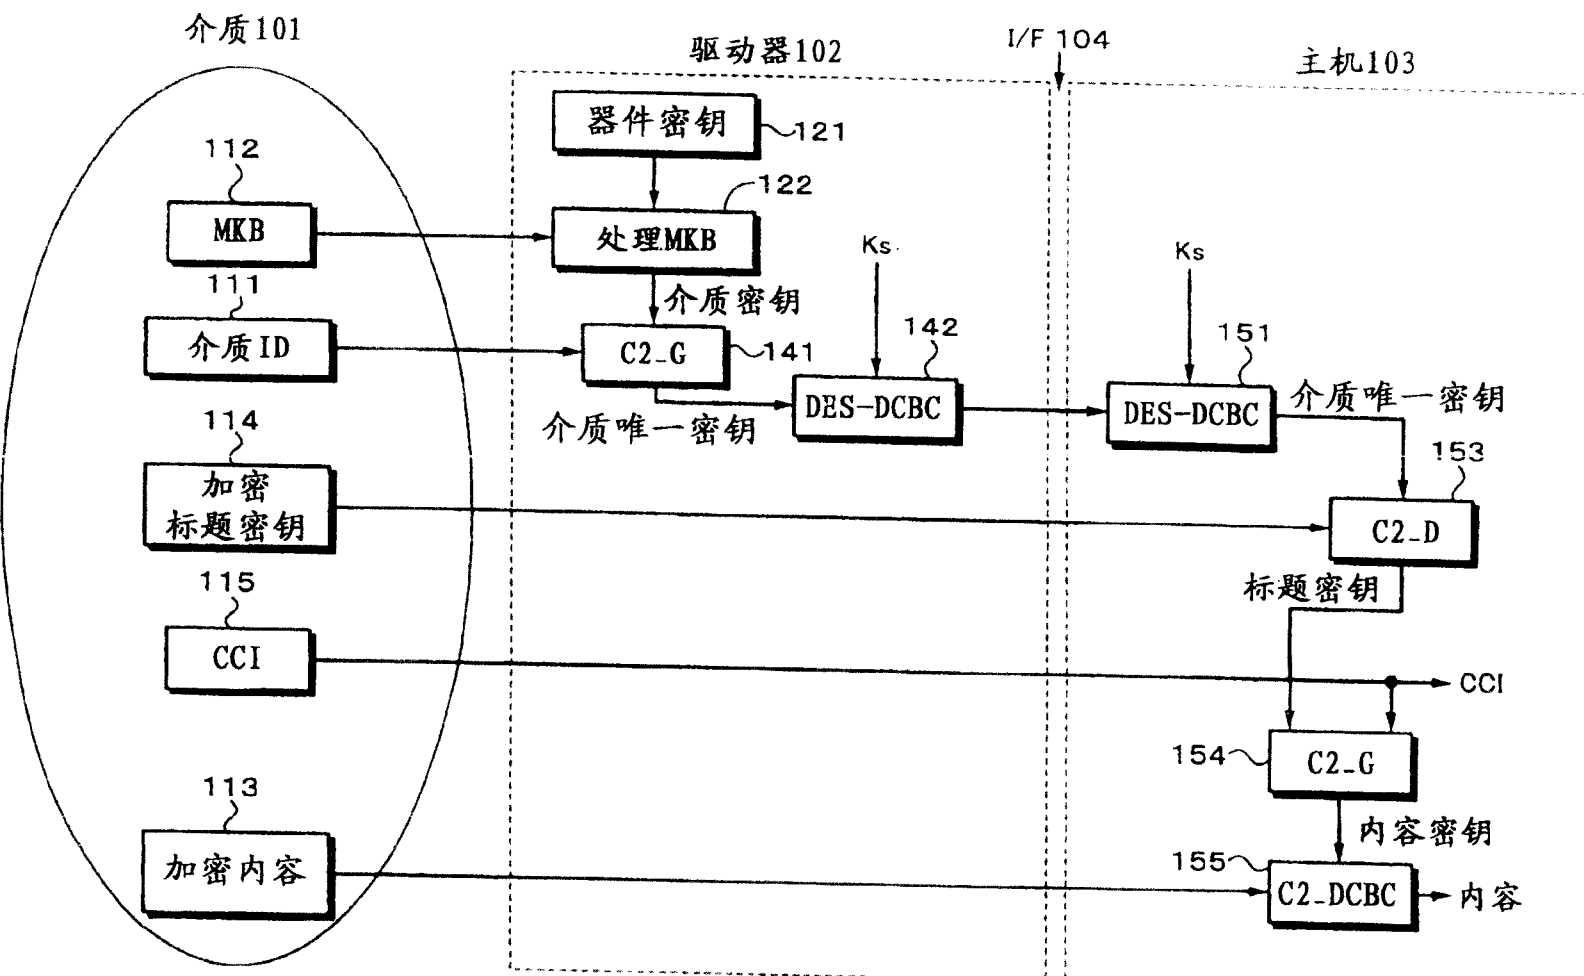 介质101
驱动器102
I/F 104
主机103
器件密钥
121
112
MKB
122
处理MKB
Ks
Ks
介质密钥
111
介质ID
C2_G
141
142
DES-DCBC
151
DES-DCBC
介质唯一密钥
介质唯一密钥
114
加密
标题密钥
153
C2_D
标题密钥
115
CCI
CCI
154
C2_G
内容密钥
113
加密内容
155
C2_DCBC
内容